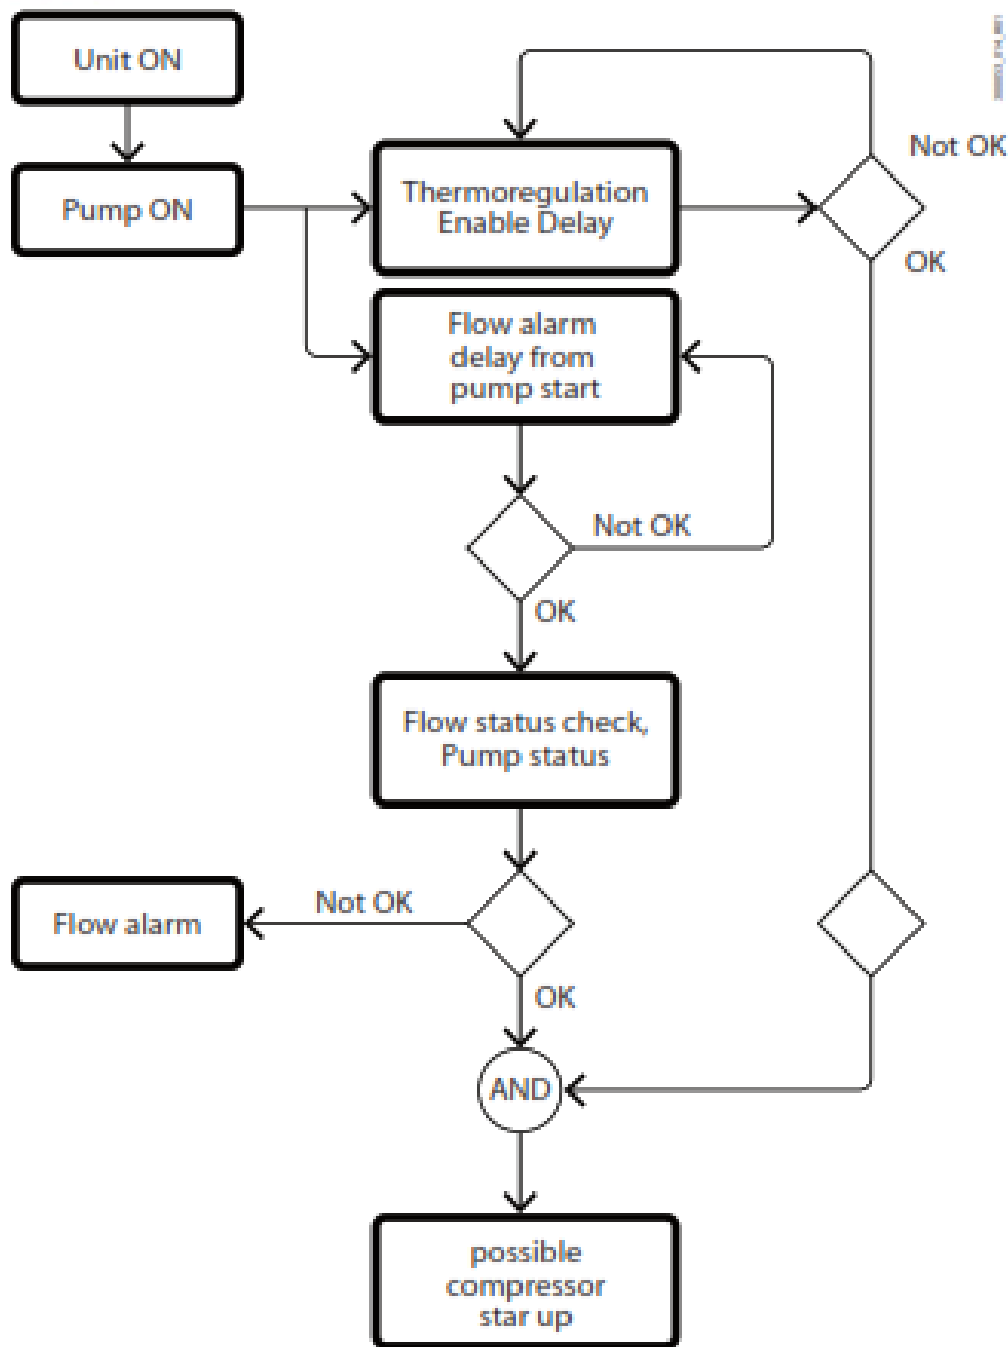 Unit ON
Not OK
Pump ON
Thermoregulation
Enable Delay
OK
Flow alarm
delay from
pump start
Not OK
OK
Flow status check,
Pump status
Not OK
Flow alarm
OK
AND
possible
compressor
star up